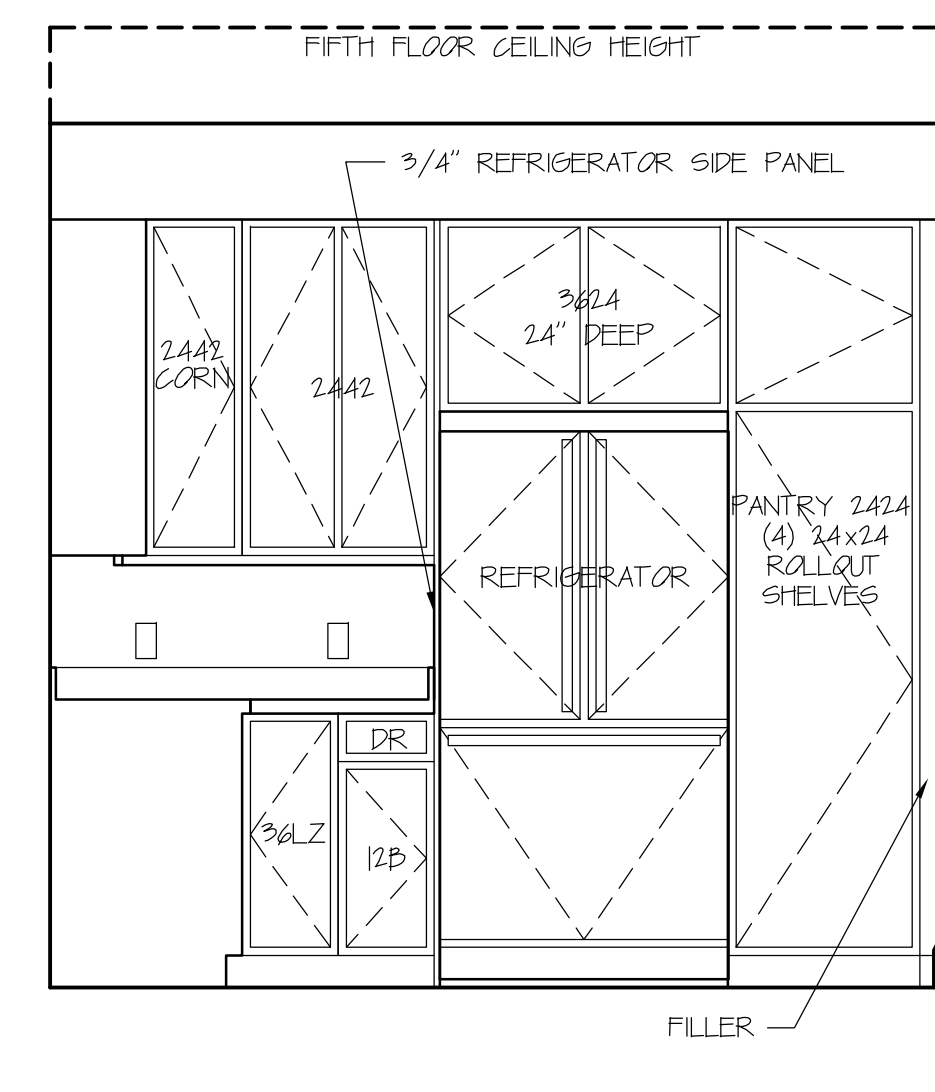 FIFTH FLOOR CEILING HEIGHT
3/4" REFRIGERATOR SIDE PANEL
3624
24" DEEP
2442
CORN
2442
PANTRY 2424
(4) 24x24
ROLLOUT
SHELVES
REFRIGERATOR
DR
36LZ
12B
FILLER